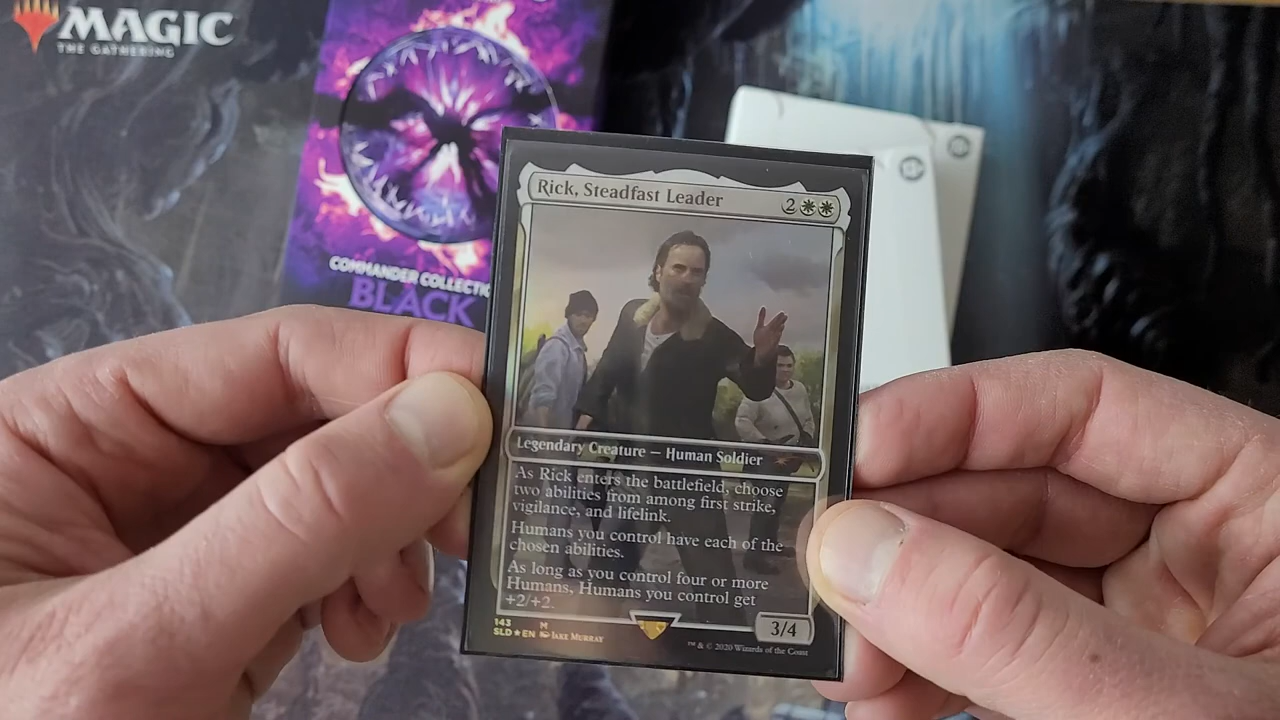 MAGIC
THE GATHERING
COMMANDER COLLECTIO
BLACK
Rick, Steadfast Leader 2
Legendary Creature — Human Soldier
As Rick enters the battlefield, choose
two abilities from among first strike,
vigilance, and lifelink.
Humans you control have each of the
chosen abilities.
As long as you control four or more
Humans, Humans you control get
+2/+2.
3/4
143 M
SLD★EN JAKE MURRAY
™ & © 2020 Wizards of the Coast